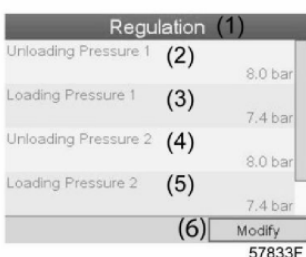 Regulation (1)
Unloading Pressure 1 (2)
8.0 bar
Loading Pressure 1 (3)
7.4 bar
Unloading Pressure 2 (4)
8.0 bar
Loading Pressure 2 (5)
7.4 bar
(6) Modify
57833F